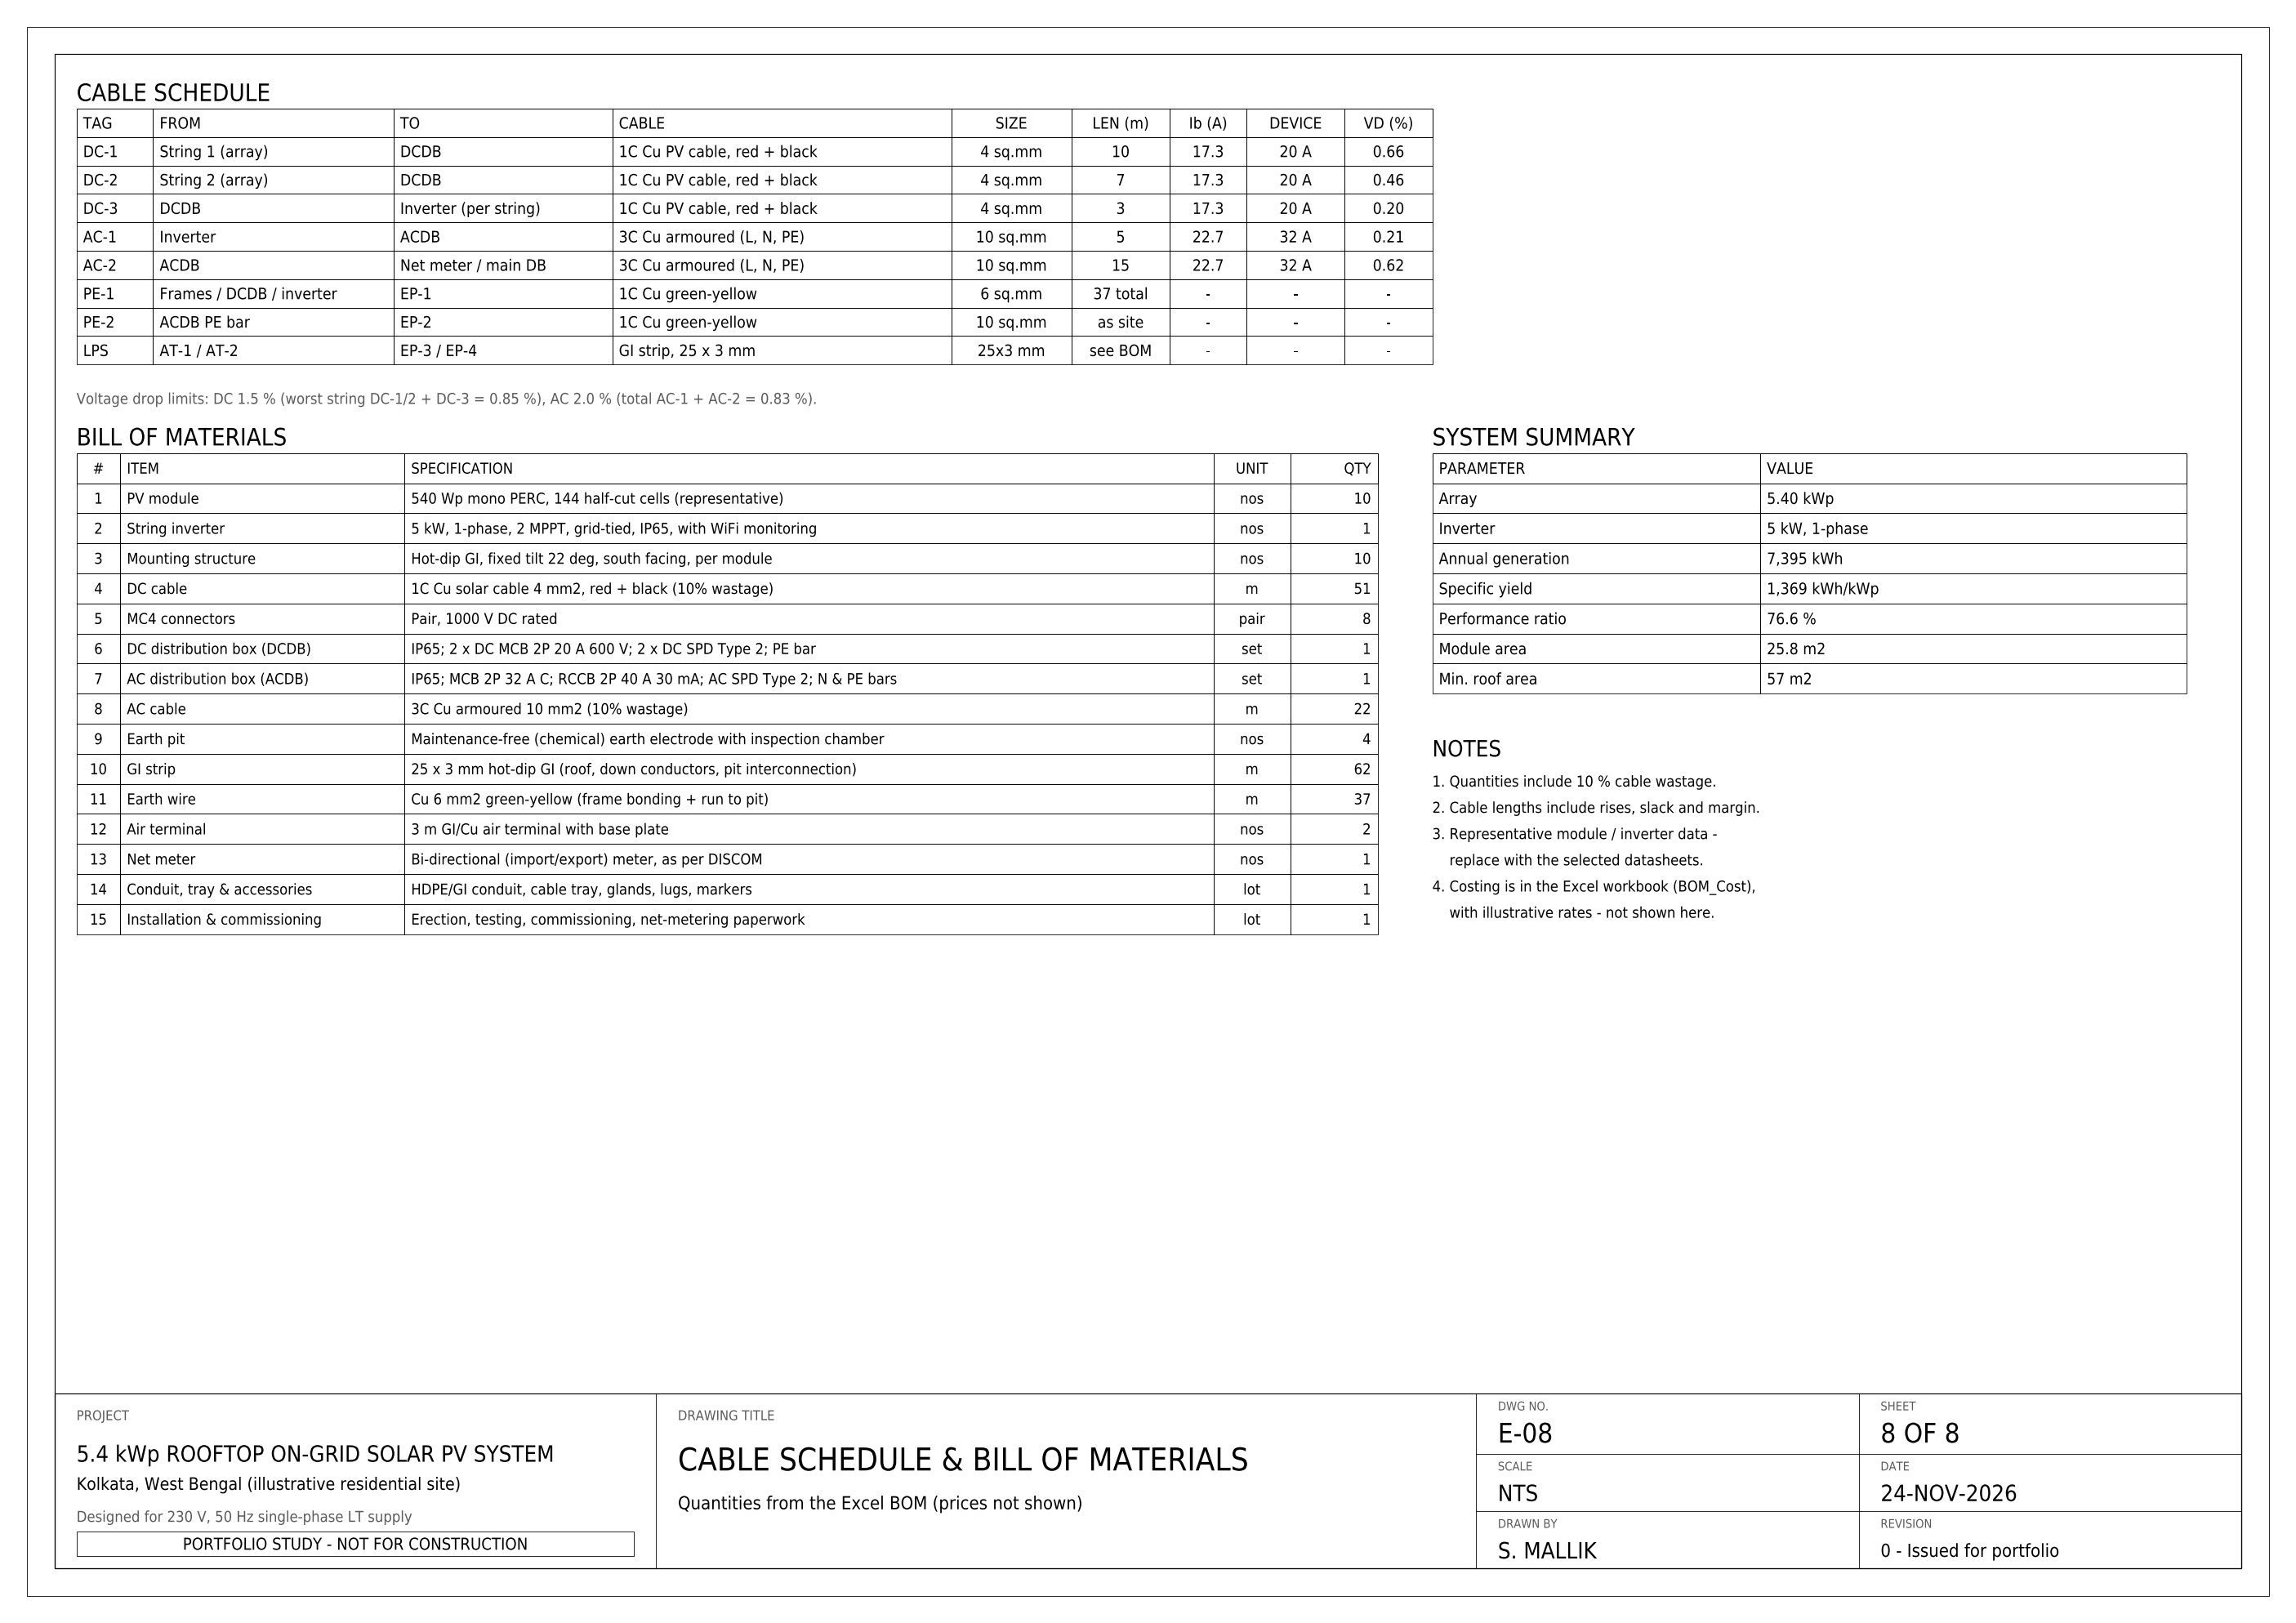 CABLE SCHEDULE
TAG FROM TO CABLE SIZE LEN (m) Ib (A) DEVICE VD (%)
DC-1 String 1 (array) DCDB 1C Cu PV cable, red + black 4 sq.mm 10 17.3 20 A 0.66
DC-2 String 2 (array) DCDB 1C Cu PV cable, red + black 4 sq.mm 7 17.3 20 A 0.46
DC-3 DCDB Inverter (per string) 1C Cu PV cable, red + black 4 sq.mm 3 17.3 20 A 0.20
AC-1 Inverter ACDB 3C Cu armoured (L, N, PE) 10 sq.mm 5 22.7 32 A 0.21
AC-2 ACDB Net meter / main DB 3C Cu armoured (L, N, PE) 10 sq.mm 15 22.7 32 A 0.62
PE-1 Frames / DCDB / inverter EP-1 1C Cu green-yellow 6 sq.mm 37 total - - -
PE-2 ACDB PE bar EP-2 1C Cu green-yellow 10 sq.mm as site - - -
LPS AT-1 / AT-2 EP-3 / EP-4 GI strip, 25 x 3 mm 25x3 mm see BOM - - -
Voltage drop limits: DC 1.5 % (worst string DC-1/2 + DC-3 = 0.85 %), AC 2.0 % (total AC-1 + AC-2 = 0.83 %).
BILL OF MATERIALS
# ITEM SPECIFICATION UNIT QTY
1 PV module 540 Wp mono PERC, 144 half-cut cells (representative) nos 10
2 String inverter 5 kW, 1-phase, 2 MPPT, grid-tied, IP65, with WiFi monitoring nos 1
3 Mounting structure Hot-dip GI, fixed tilt 22 deg, south facing, per module nos 10
4 DC cable 1C Cu solar cable 4 mm2, red + black (10% wastage) m 51
5 MC4 connectors Pair, 1000 V DC rated pair 8
6 DC distribution box (DCDB) IP65; 2 x DC MCB 2P 20 A 600 V; 2 x DC SPD Type 2; PE bar set 1
7 AC distribution box (ACDB) IP65; MCB 2P 32 A C; RCCB 2P 40 A 30 mA; AC SPD Type 2; N & PE bars set 1
8 AC cable 3C Cu armoured 10 mm2 (10% wastage) m 22
9 Earth pit Maintenance-free (chemical) earth electrode with inspection chamber nos 4
10 GI strip 25 x 3 mm hot-dip GI (roof, down conductors, pit interconnection) m 62
11 Earth wire Cu 6 mm2 green-yellow (frame bonding + run to pit) m 37
12 Air terminal 3 m GI/Cu air terminal with base plate nos 2
13 Net meter Bi-directional (import/export) meter, as per DISCOM nos 1
14 Conduit, tray & accessories HDPE/GI conduit, cable tray, glands, lugs, markers lot 1
15 Installation & commissioning Erection, testing, commissioning, net-metering paperwork lot 1
SYSTEM SUMMARY
PARAMETER VALUE
Array 5.40 kWp
Inverter 5 kW, 1-phase
Annual generation 7,395 kWh
Specific yield 1,369 kWh/kWp
Performance ratio 76.6 %
Module area 25.8 m2
Min. roof area 57 m2
NOTES
1. Quantities include 10 % cable wastage.
2. Cable lengths include rises, slack and margin.
3. Representative module / inverter data -
replace with the selected datasheets.
4. Costing is in the Excel workbook (BOM_Cost),
with illustrative rates - not shown here.
PROJECT
5.4 kWp ROOFTOP ON-GRID SOLAR PV SYSTEM
Kolkata, West Bengal (illustrative residential site)
Designed for 230 V, 50 Hz single-phase LT supply
PORTFOLIO STUDY - NOT FOR CONSTRUCTION
DRAWING TITLE
CABLE SCHEDULE & BILL OF MATERIALS
Quantities from the Excel BOM (prices not shown)
DWG NO.
E-08
SHEET
8 OF 8
SCALE
NTS
DATE
24-NOV-2026
DRAWN BY
S. MALLIK
REVISION
0 - Issued for portfolio